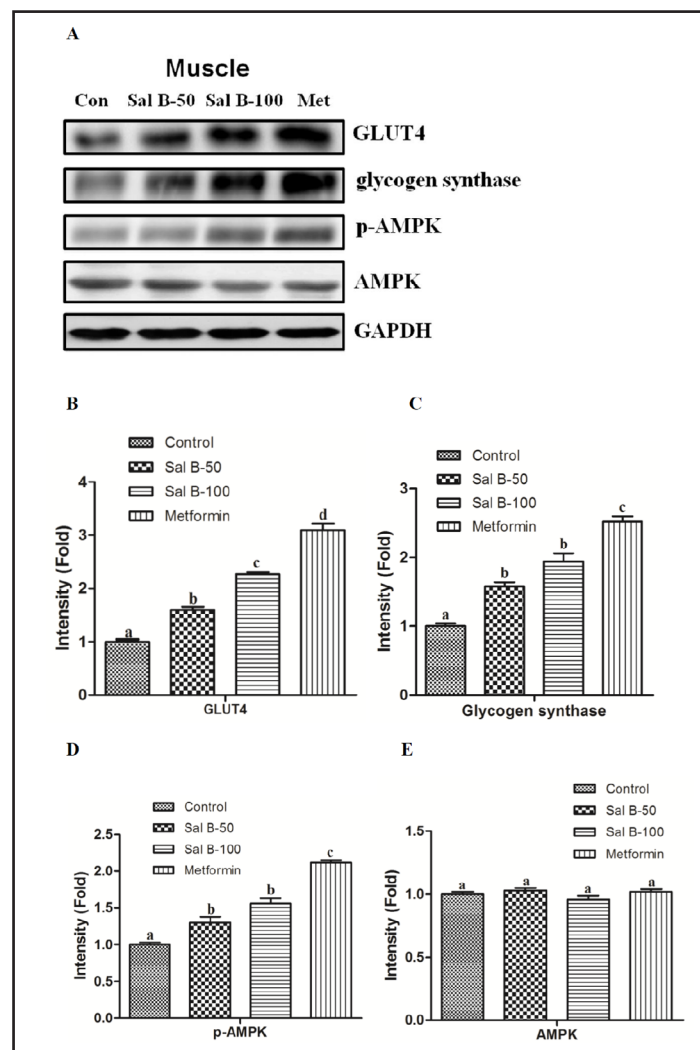 A
Muscle
Con Sal B-50 Sal B-100 Met
GLUT4
glycogen synthase
p-AMPK
AMPK
GAPDH
B
Control
Sal B-50
Sal B-100
Metformin
Intensity (Fold)
4
3
2
1
0
a
b
c
d
GLUT4
C
Control
Sal B-50
Sal B-100
Metformin
Intensity (Fold)
3
2
1
0
a
b
b
c
Glycogen synthase
D
Control
Sal B-50
Sal B-100
Metformin
Intensity (Fold)
2.5
2.0
1.5
1.0
0.5
0.0
a
b
b
c
p-AMPK
E
Control
Sal B-50
Sal B-100
Metformin
Intensity (Fold)
1.5
1.0
0.5
0.0
a
a
a
a
AMPK